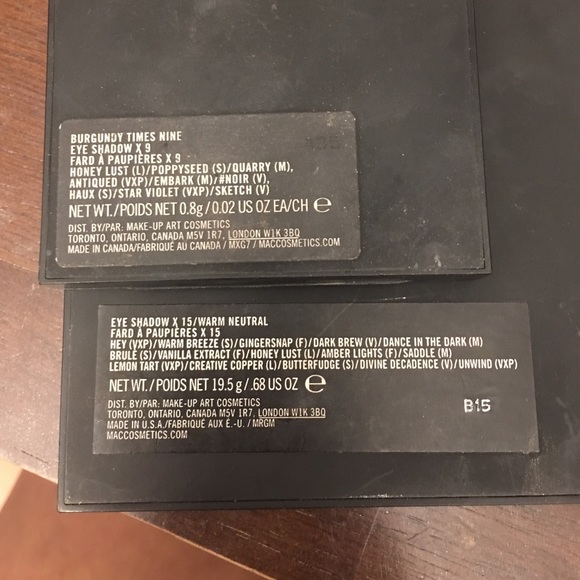 BURGUNDY TIMES NINE
EYE SHADOW X 9
FARD À PAUPIÈRES X 9
HONEY LUST (L)/POPPYSEED (S)/QUARRY (M),
ANTIQUED (VXP)/EMBARK (M)/#NOIR (V),
HAUX (S)/STAR VIOLET (VXP)/SKETCH (V)
NET WT./POIDS NET 0.8g/0.02 US OZ EA/CH ℮
DIST. BY/PAR: MAKE-UP ART COSMETICS
TORONTO, ONTARIO, CANADA M5V 1R7, LONDON W1K 3BQ
MADE IN CANADA/FABRIQUÉ AU CANADA / MXG7 / MACCOSMETICS.COM
EYE SHADOW X 15/WARM NEUTRAL
FARD À PAUPIÈRES X 15
HEY (VXP)/WARM BREEZE (S)/GINGERSNAP (F)/DARK BREW (V)/DANCE IN THE DARK (M)
BRULE (S)/VANILLA EXTRACT (F)/HONEY LUST (L)/AMBER LIGHTS (F)/SADDLE (M)
LEMON TART (VXP)/CREATIVE COPPER (L)/BUTTERFUDGE (S)/DIVINE DECADENCE (V)/UNWIND (VXP)
NET WT./POIDS NET 19.5 g/.68 US OZ ℮
DIST. BY/PAR: MAKE-UP ART COSMETICS
TORONTO, ONTARIO, CANADA M5V 1R7, LONDON W1K 3BQ
MADE IN U.S.A./FABRIQUÉ AUX É.-U. / MRGM
MACCOSMETICS.COM
B15